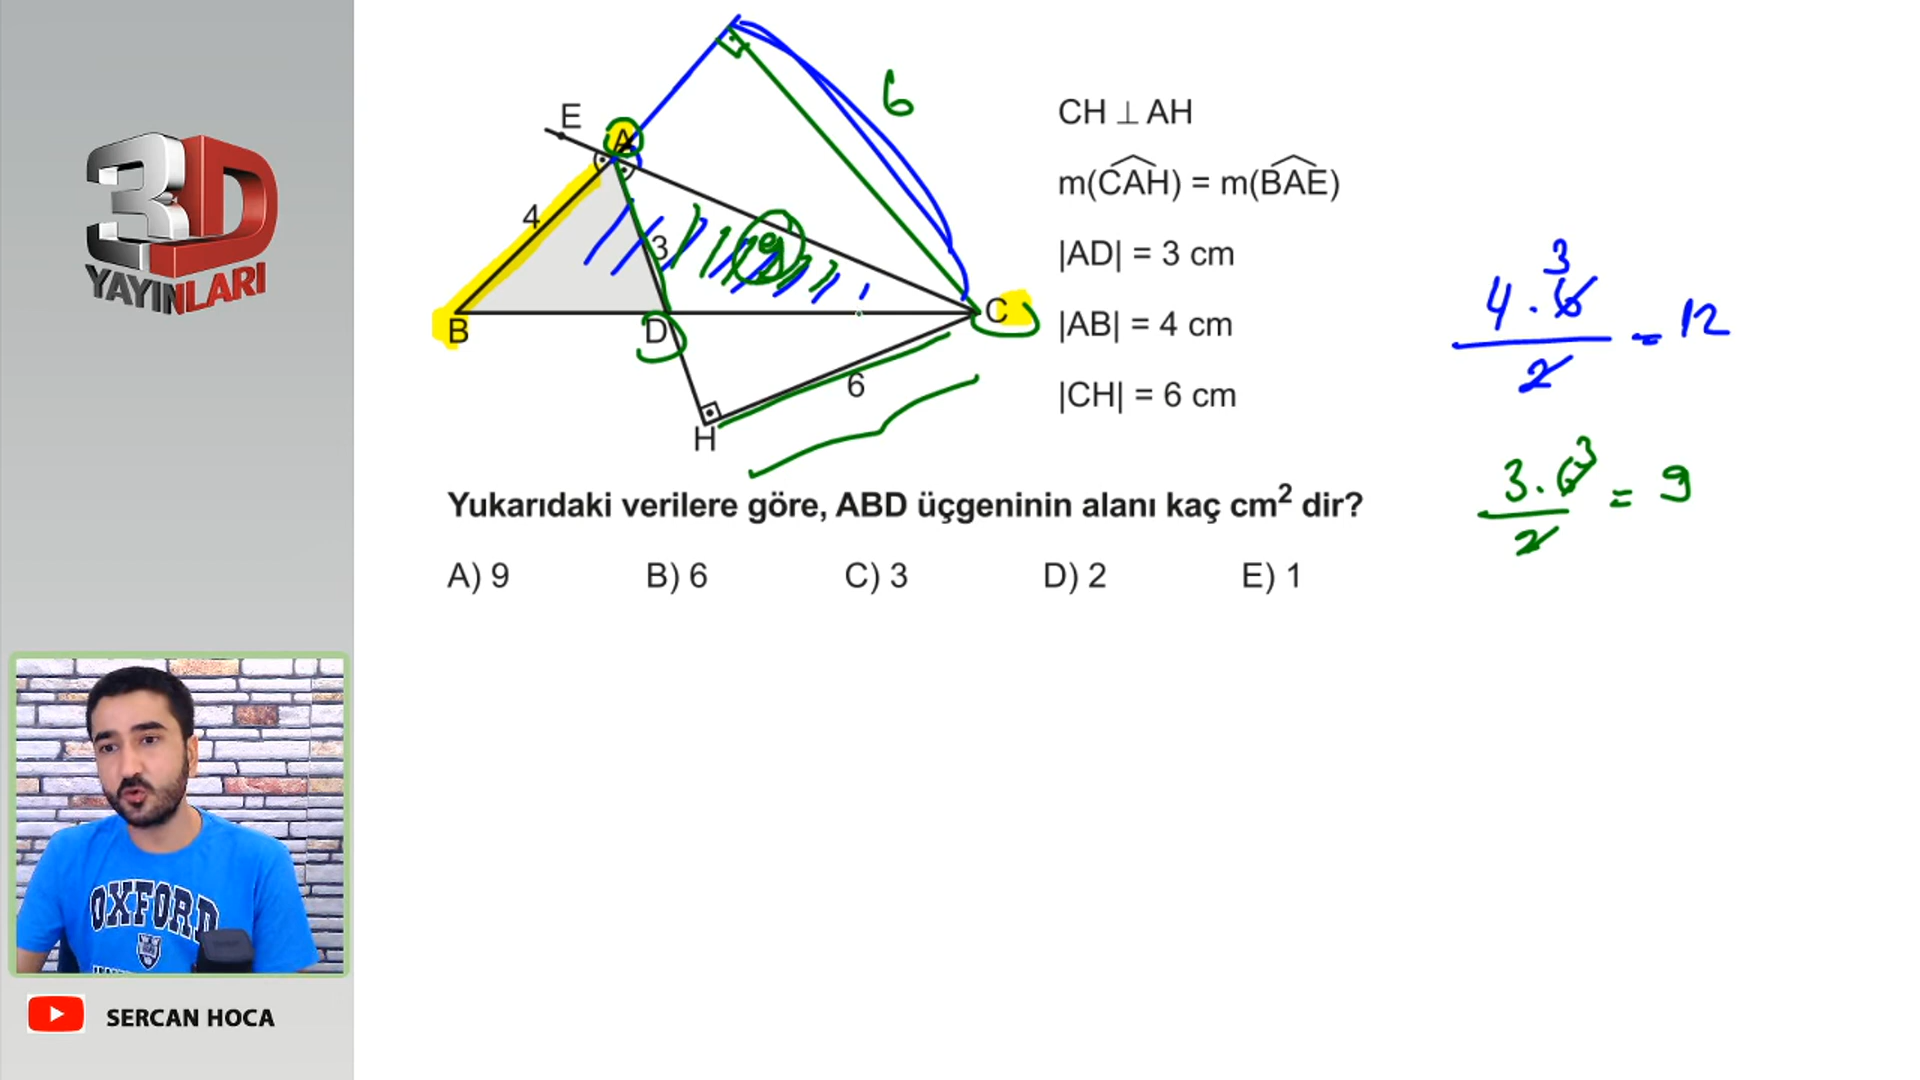 3D
YAYINLARI
E
A
6
4
3
9
B
D
C
6
H
CH ⊥ AH
m(CAH) = m(BAE)
|AD| = 3 cm
|AB| = 4 cm
|CH| = 6 cm
3
4 . 6
2
= 12
3 . 6 3
2
= 9
Yukarıdaki verilere göre, ABD üçgeninin alanı kaç cm² dir?
A) 9 B) 6 C) 3 D) 2 E) 1
OXFORD
SERCAN HOCA